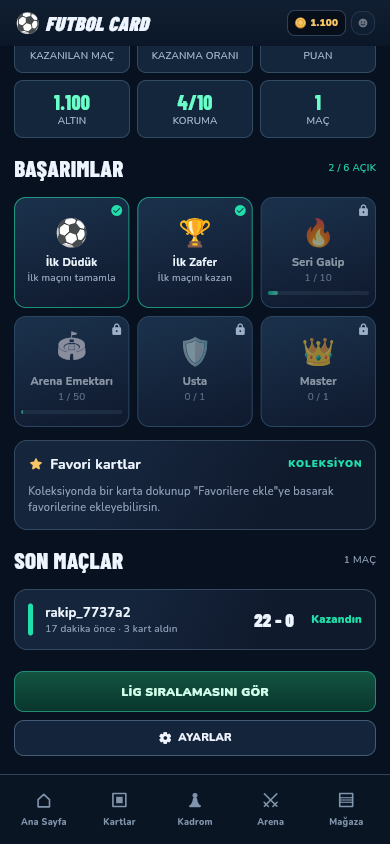 FUTBOL CARD
1.100
KAZANILAN MAÇ
KAZANMA ORANI
PUAN
1.100
ALTIN
4/10
KORUMA
1
MAÇ
BAŞARIMLAR
2 / 6 AÇIK
İlk Düdük
İlk maçını tamamla
İlk Zafer
İlk maçını kazan
Seri Galip
1 / 10
Arena Emektarı
1 / 50
Usta
0 / 1
Master
0 / 1
Favori kartlar
KOLEKSİYON
Koleksiyonda bir karta dokunup "Favorilere ekle"ye basarak
favorilerine ekleyebilirsin.
SON MAÇLAR
1 MAÇ
rakip_7737a2
17 dakika önce · 3 kart aldın
22 - 0
Kazandın
LİG SIRALAMASINI GÖR
AYARLAR
Ana Sayfa
Kartlar
Kadrom
Arena
Mağaza